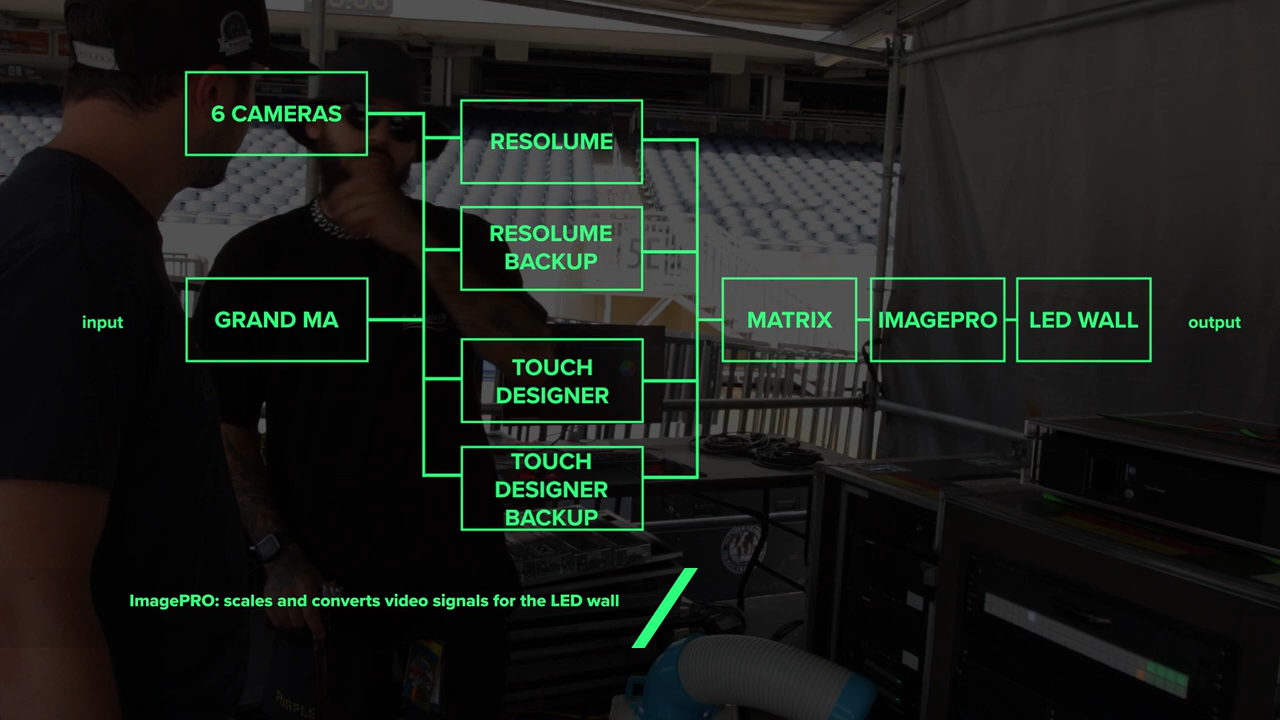 6 CAMERAS
RESOLUME
RESOLUME
BACKUP
input
GRAND MA
MATRIX
IMAGEPRO
LED WALL
output
TOUCH
DESIGNER
TOUCH
DESIGNER
BACKUP
ImagePRO: scales and converts video signals for the LED wall